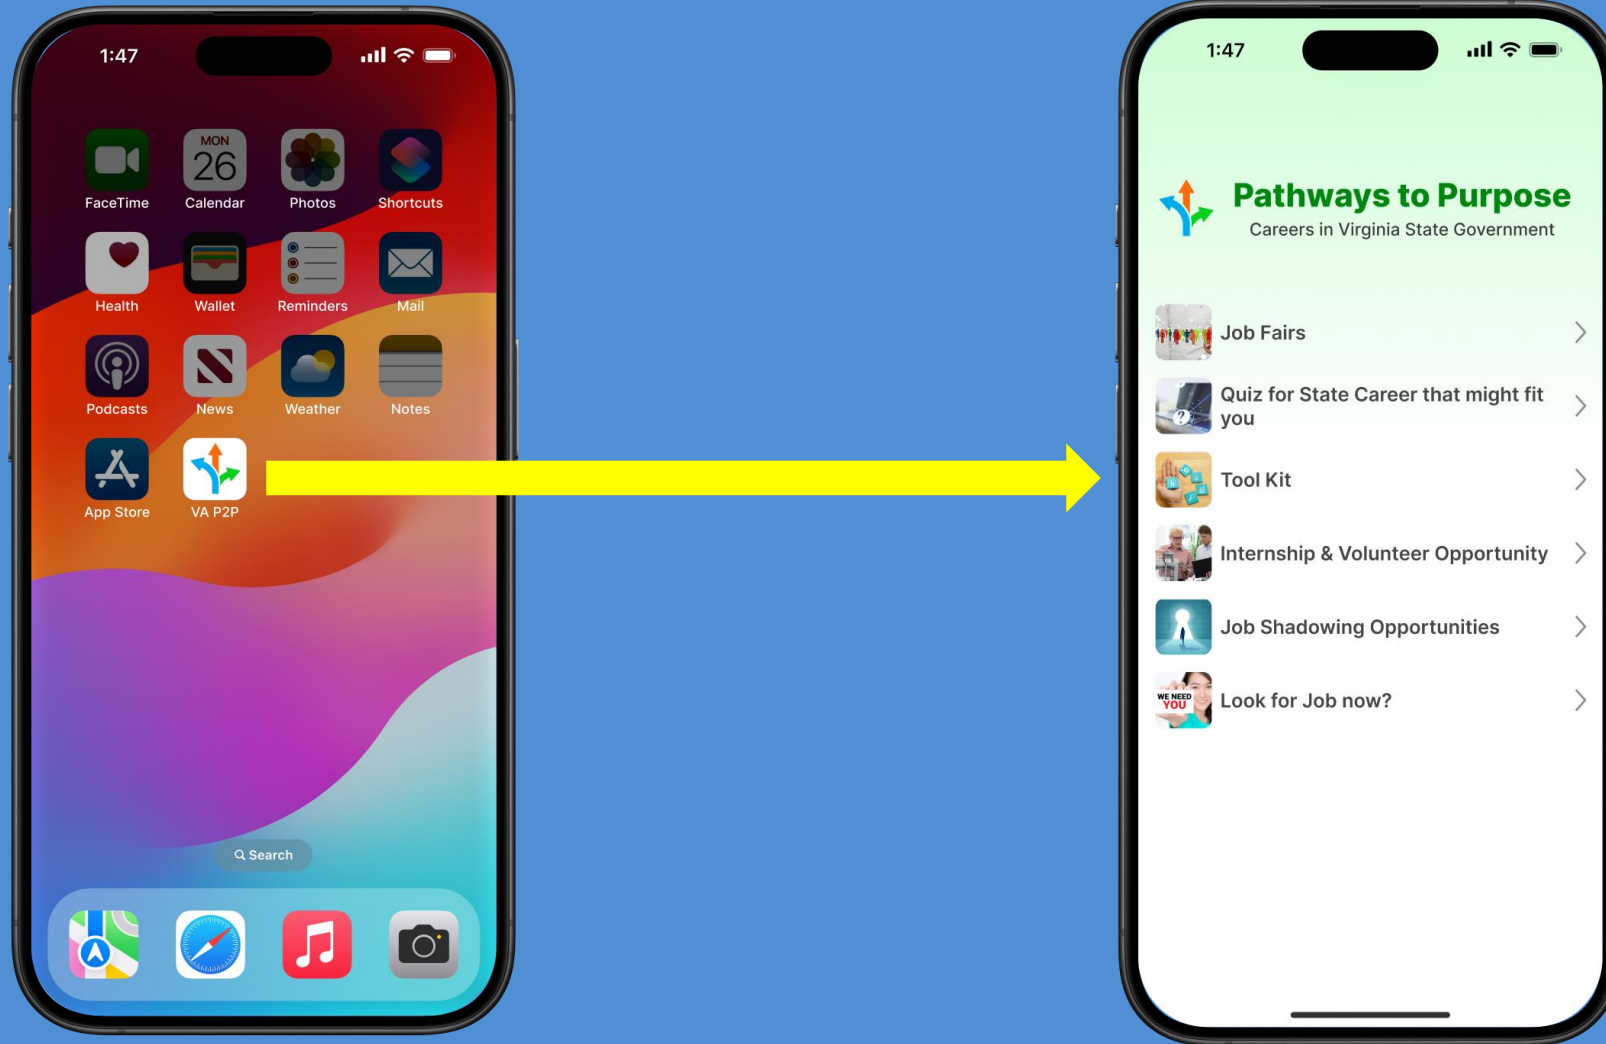 1:47
MON
26
FaceTime Calendar Photos Shortcuts
Health Wallet Reminders Mail
Podcasts News Weather Notes
App Store VA P2P
Search
1:47
Pathways to Purpose
Careers in Virginia State Government
Job Fairs
Quiz for State Career that might fit
you
Tool Kit
Internship & Volunteer Opportunity
Job Shadowing Opportunities
WE NEED
YOU
Look for Job now?